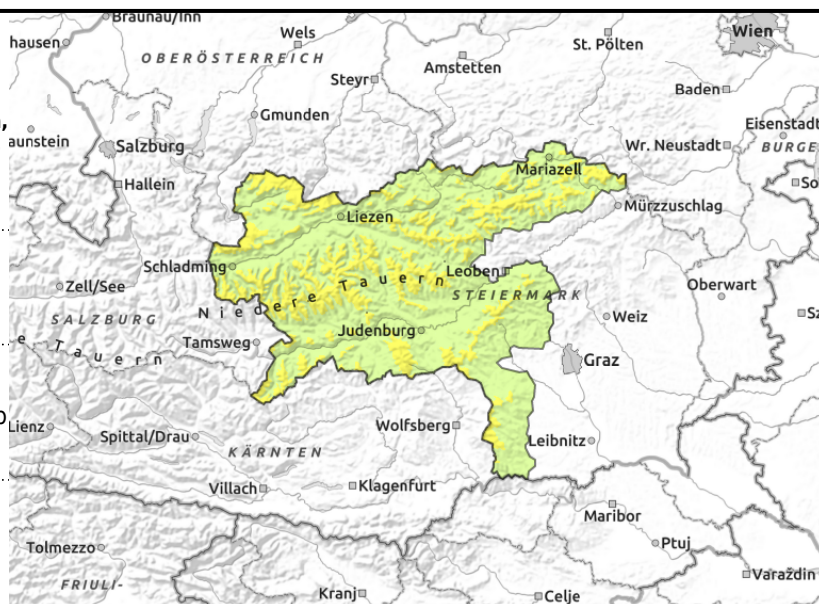 Braunau/Inn
Wels
Wien
hausen
OBERÖSTERREICH
St. Pölten
Steyr
Amstetten
Baden
Gmunden
Eisenstadt
aunstein
Salzburg
Wr. Neustadt
BURGE
Hallein
Mariazell
So
Mürzzuschlag
Liezen
Schladming
Leoben
Zell/See
Niedere Tauern
STEIERMARK
Oberwart
SALZBURG
Weiz
Sz
Judenburg
e Tauern
Tamsweg
Graz
Lienz
Spittal/Drau
Wolfsberg
Leibnitz
KÄRNTEN
Villach
Klagenfurt
Maribor
Tolmezzo
Ptuj
Varaždin
FRIULI-
Kranj
Celje